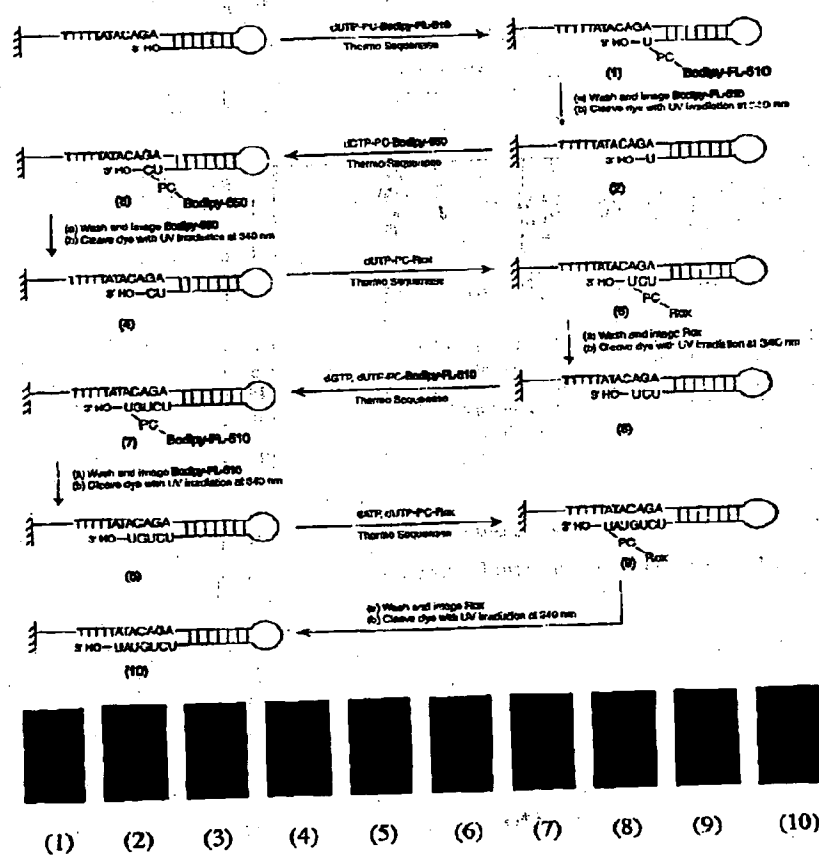 TTTTTATACAGA
3' HO
dUTP-PC-Bodipy-FL-510
Thermo Sequenase
TTTTTATACAGA
3' HO—U
PC
Bodipy-FL-510
(1)
(a) Wash and image Bodipy-FL-510
(b) Cleave dye with UV irradiation at 340 nm
TTTTTATACAGA
3' HO—CU
PC
Bodipy-650
(3)
dCTP-PC-Bodipy-650
Thermo Sequenase
TTTTTATACAGA
3' HO—U
(2)
(a) Wash and image Bodipy-650
(b) Cleave dye with UV irradiation at 340 nm
TTTTTATACAGA
3' HO—CU
(4)
dUTP-PC-Rox
Thermo Sequenase
TTTTTATACAGA
3' HO—UCU
PC
Rox
(5)
(a) Wash and image Rox
(b) Cleave dye with UV irradiation at 340 nm
TTTTTATACAGA
3' HO—UGUCU
PC
Bodipy-FL-510
(7)
dGTP, dUTP-PC-Bodipy-FL-510
Thermo Sequenase
TTTTTATACAGA
3' HO—UCU
(6)
(a) Wash and image Bodipy-FL-510
(b) Cleave dye with UV irradiation at 340 nm
TTTTTATACAGA
3' HO—UGUCU
(8)
dATP, dUTP-PC-Rox
Thermo Sequenase
TTTTTATACAGA
3' HO—UAUGUCU
PC
Rox
(9)
(a) Wash and image Rox
(b) Cleave dye with UV irradiation at 340 nm
TTTTTATACAGA
3' HO—UAUGUCU
(10)
(1) (2) (3) (4) (5) (6) (7) (8) (9) (10)